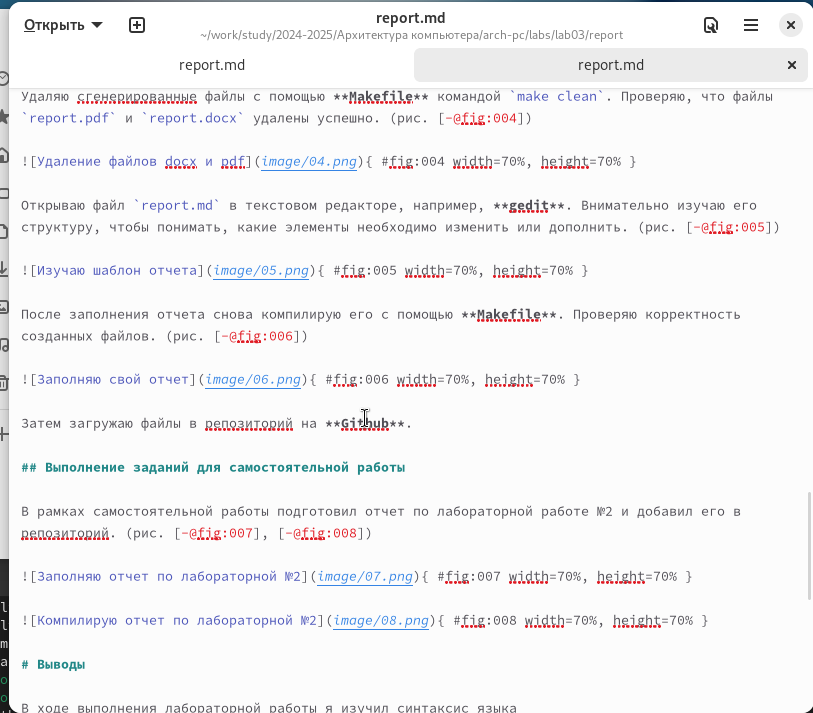 Открыть
report.md
~/work/study/2024-2025/Архитектура компьютера/arch-pc/labs/lab03/report
report.md
report.md
Удаляю сгенерированные файлы с помощью **Makefile** командой `make clean`. Проверяю, что файлы
`report.pdf` и `report.docx` удалены успешно. (рис. [-@fig:004])
![Удаление файлов docx и pdf](image/04.png){ #fig:004 width=70%, height=70% }
Открываю файл `report.md` в текстовом редакторе, например, **gedit**. Внимательно изучаю его
структуру, чтобы понимать, какие элементы необходимо изменить или дополнить. (рис. [-@fig:005])
![Изучаю шаблон отчета](image/05.png){ #fig:005 width=70%, height=70% }
После заполнения отчета снова компилирую его с помощью **Makefile**. Проверяю корректность
созданных файлов. (рис. [-@fig:006])
![Заполняю свой отчет](image/06.png){ #fig:006 width=70%, height=70% }
Затем загружаю файлы в репозиторий на **Github**.
## Выполнение заданий для самостоятельной работы
В рамках самостоятельной работы подготовил отчет по лабораторной работе №2 и добавил его в
репозиторий. (рис. [-@fig:007], [-@fig:008])
![Заполняю отчет по лабораторной №2](image/07.png){ #fig:007 width=70%, height=70% }
![Компилирую отчет по лабораторной №2](image/08.png){ #fig:008 width=70%, height=70% }
# Выводы
В ходе выполнения лабораторной работы я изучил синтаксис языка